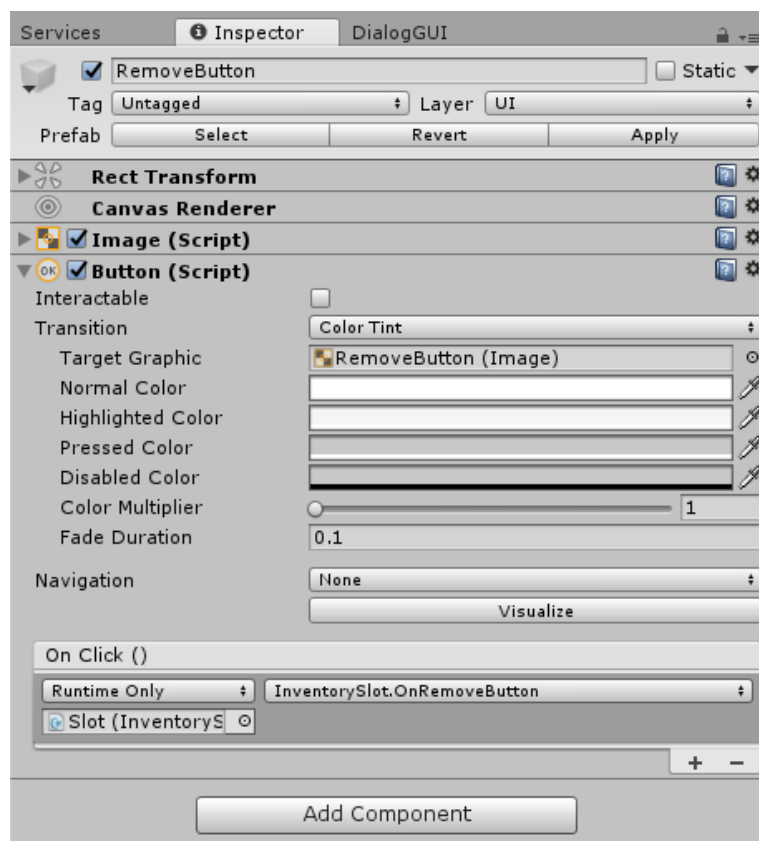 Services Inspector DialogGUI
RemoveButton Static
Tag Untagged Layer UI
Prefab Select Revert Apply
Rect Transform
Canvas Renderer
Image (Script)
OK Button (Script)
Interactable
Transition Color Tint
Target Graphic RemoveButton (Image)
Normal Color
Highlighted Color
Pressed Color
Disabled Color
Color Multiplier 1
Fade Duration 0.1
Navigation None
Visualize
On Click ()
Runtime Only InventorySlot.OnRemoveButton
Slot (InventoryS
+ −
Add Component